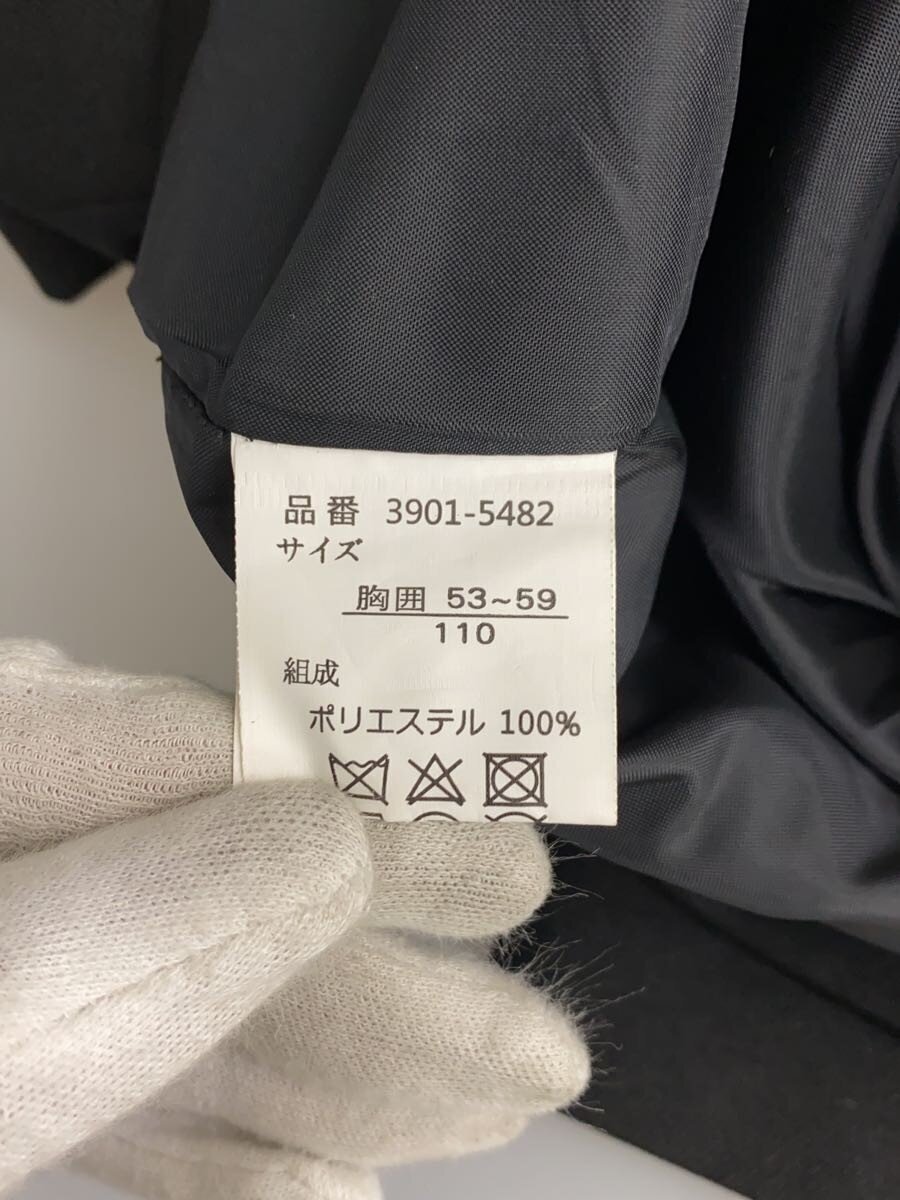 品番 3901-5482
サイズ
胸囲 53~59
110
組成
ポリエステル 100%